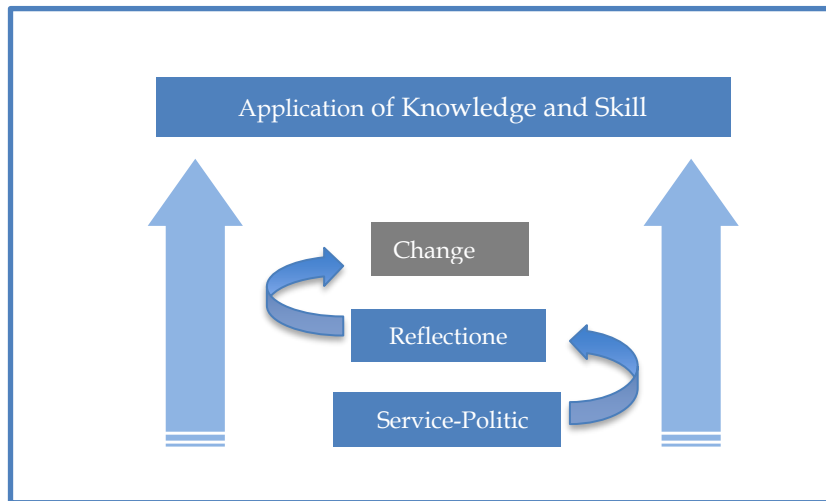 Application of Knowledge and Skill
Change
Reflectione
Service-Politic